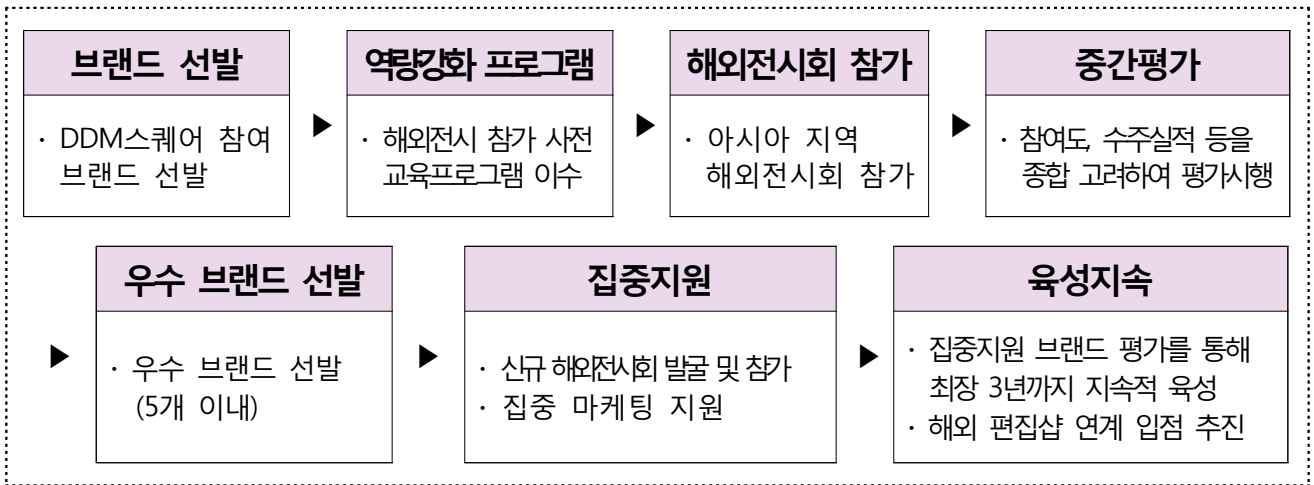 브랜드 선발
· DDM스퀘어 참여
브랜드 선발
▶
역량강화 프로그램
· 해외전시 참가 사전
교육프로그램 이수
▶
해외전시회 참가
· 아시아 지역
해외전시회 참가
▶
중간평가
· 참여도, 수주실적 등을
종합 고려하여 평가시행
▶
우수 브랜드 선발
· 우수 브랜드 선발
(5개 이내)
▶
집중지원
· 신규 해외전시회 발굴 및 참가
· 집중 마케팅 지원
▶
육성지속
· 집중지원 브랜드 평가를 통해
최장 3년까지 지속적 육성
· 해외 편집샵 연계 입점 추진